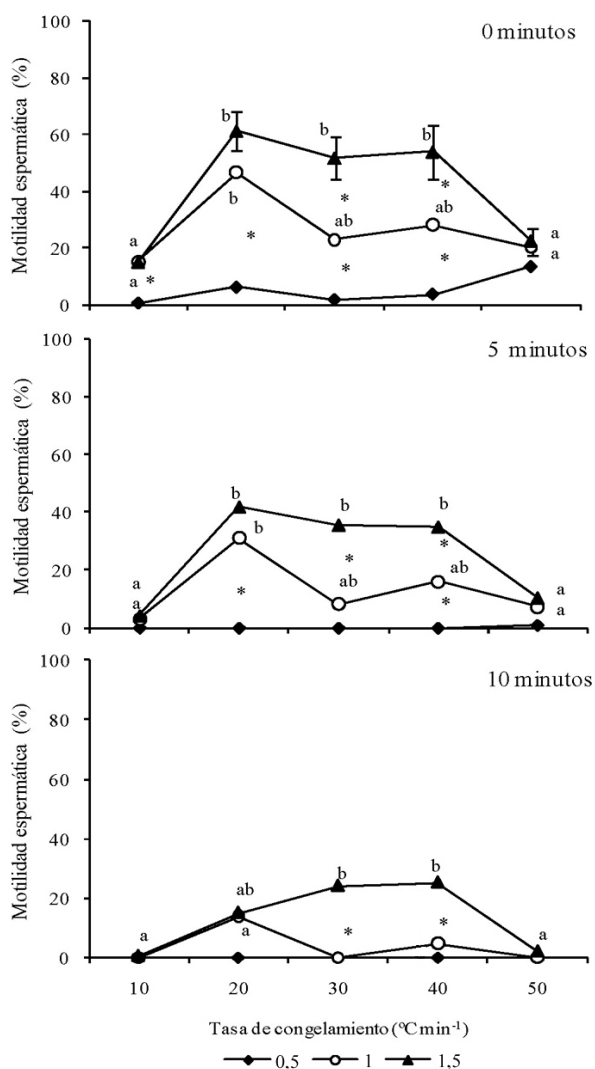 0 minutos
Motilidad espermática (%)
100
80
60
40
20
0
b
b
b
b
*
*
ab
ab
a
*
*
*
a
a
a
*
5 minutos
Motilidad espermática (%)
100
80
60
40
20
0
b
b
b
b
*
*
ab
ab
a
a
*
*
a
a
10 minutos
Motilidad espermática (%)
100
80
60
40
20
0
a
ab
a
b
b
*
*
a
10 20 30 40 50
Tasa de congelamiento (ºC min⁻¹)
0,5 1 1,5